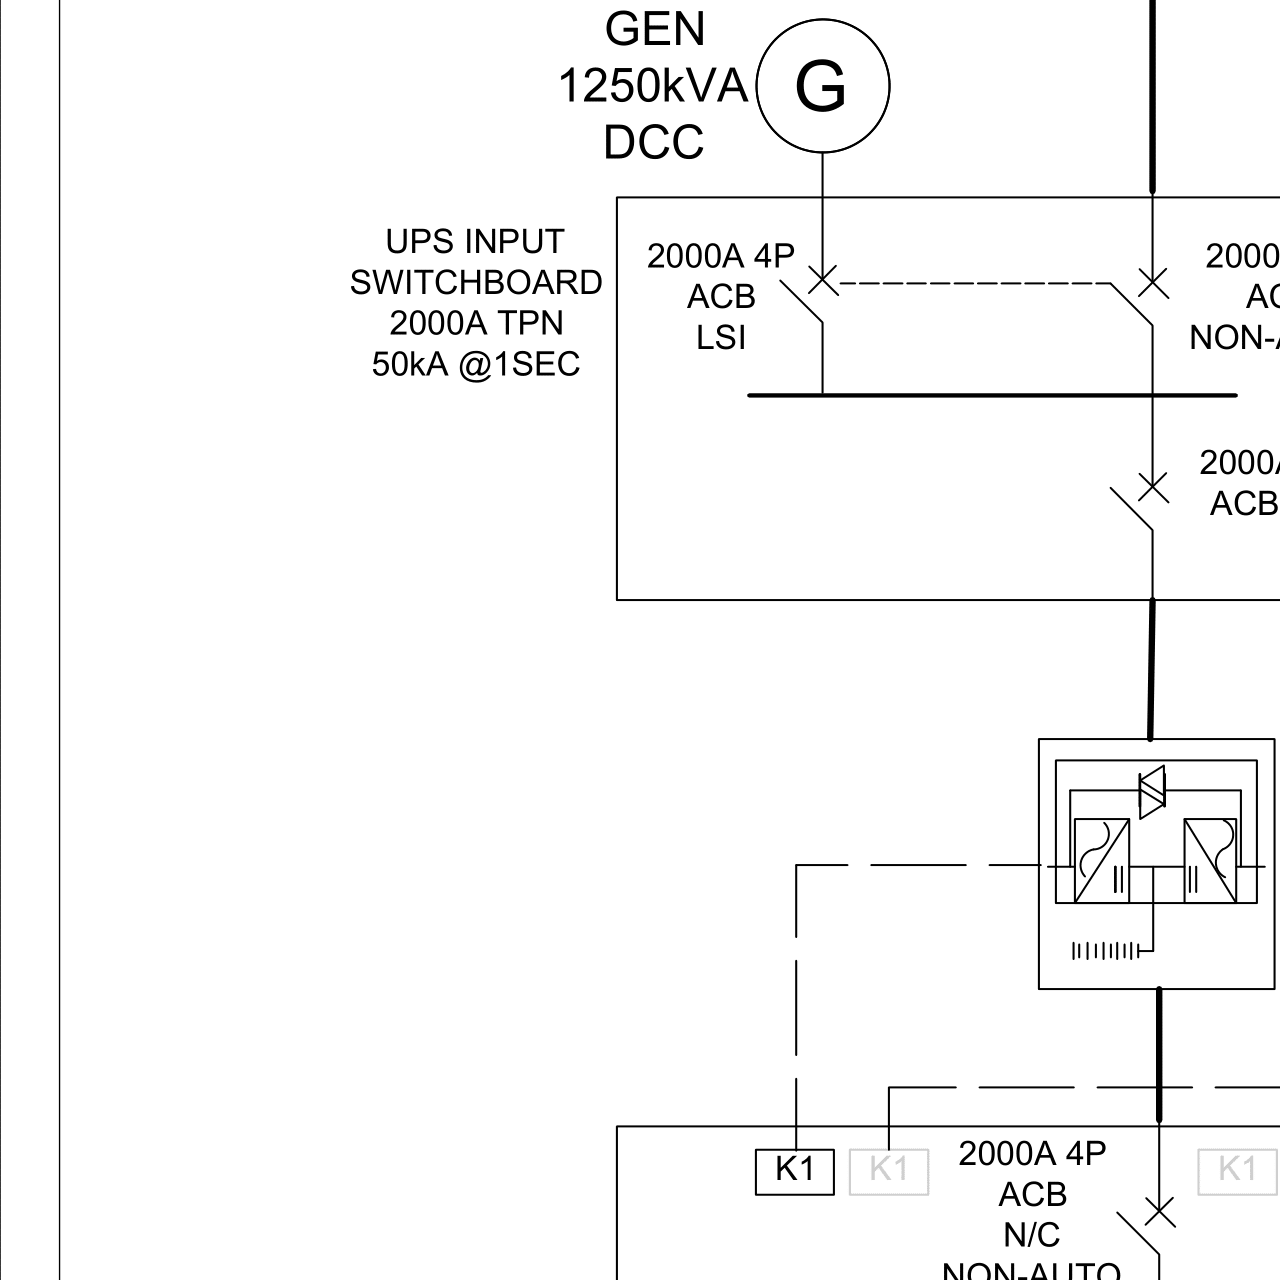 GEN
1250kVA
DCC
G
UPS INPUT
SWITCHBOARD
2000A TPN
50kA @1SEC
2000A 4P
ACB
LSI
2000
NON-
2000A
ACB
K1
K1
2000A 4P
ACB
N/C
NON-AUTO
K1